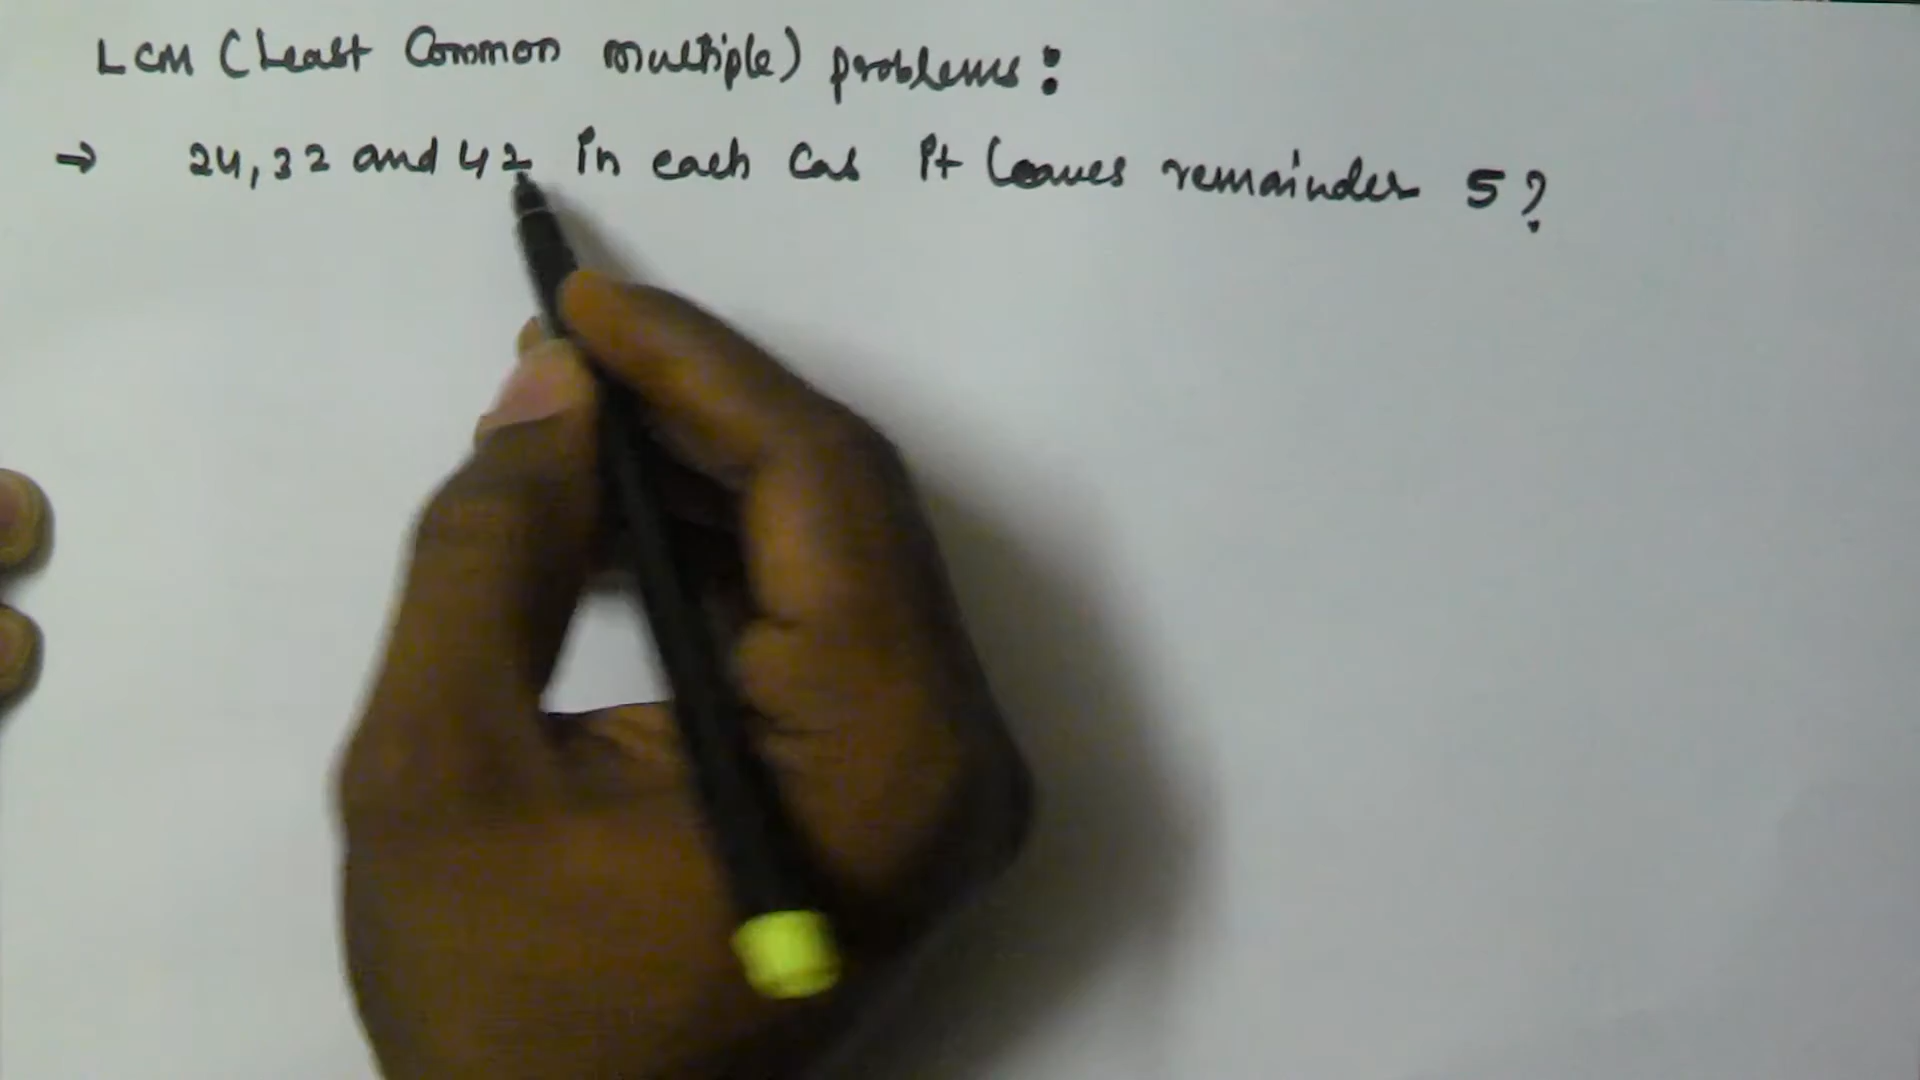 LCM (Least Common multiple) problems:
→ 24, 32 and 42 in each cas it leaves remainder 5?